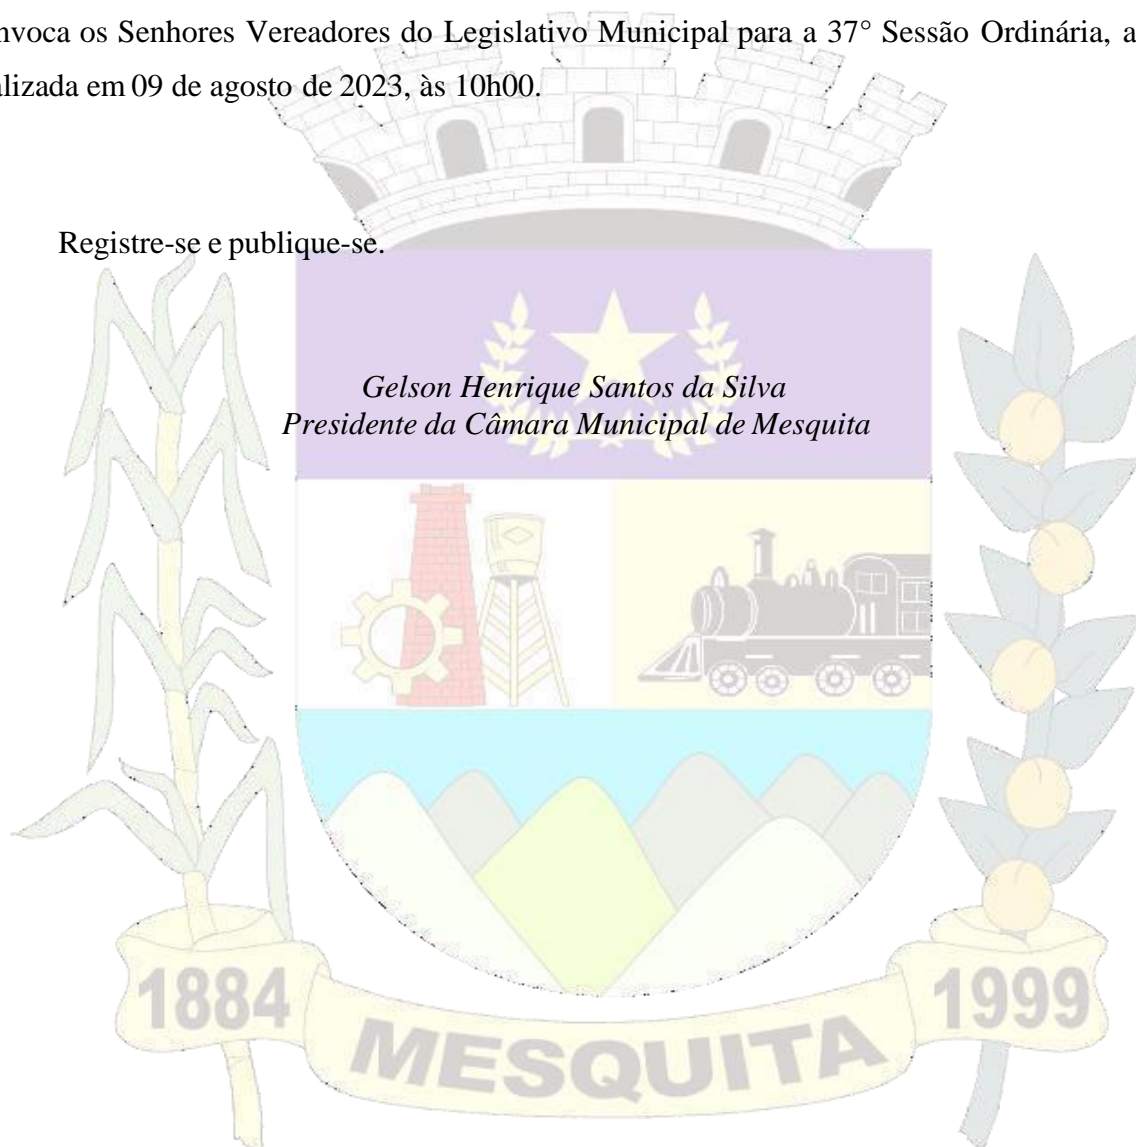 nvoca os Senhores Vereadores do Legislativo Municipal para a 37° Sessão Ordinária, a
alizada em 09 de agosto de 2023, às 10h00.
Registre-se e publique-se.
Gelson Henrique Santos da Silva
Presidente da Câmara Municipal de Mesquita
1884
MESQUITA
1999